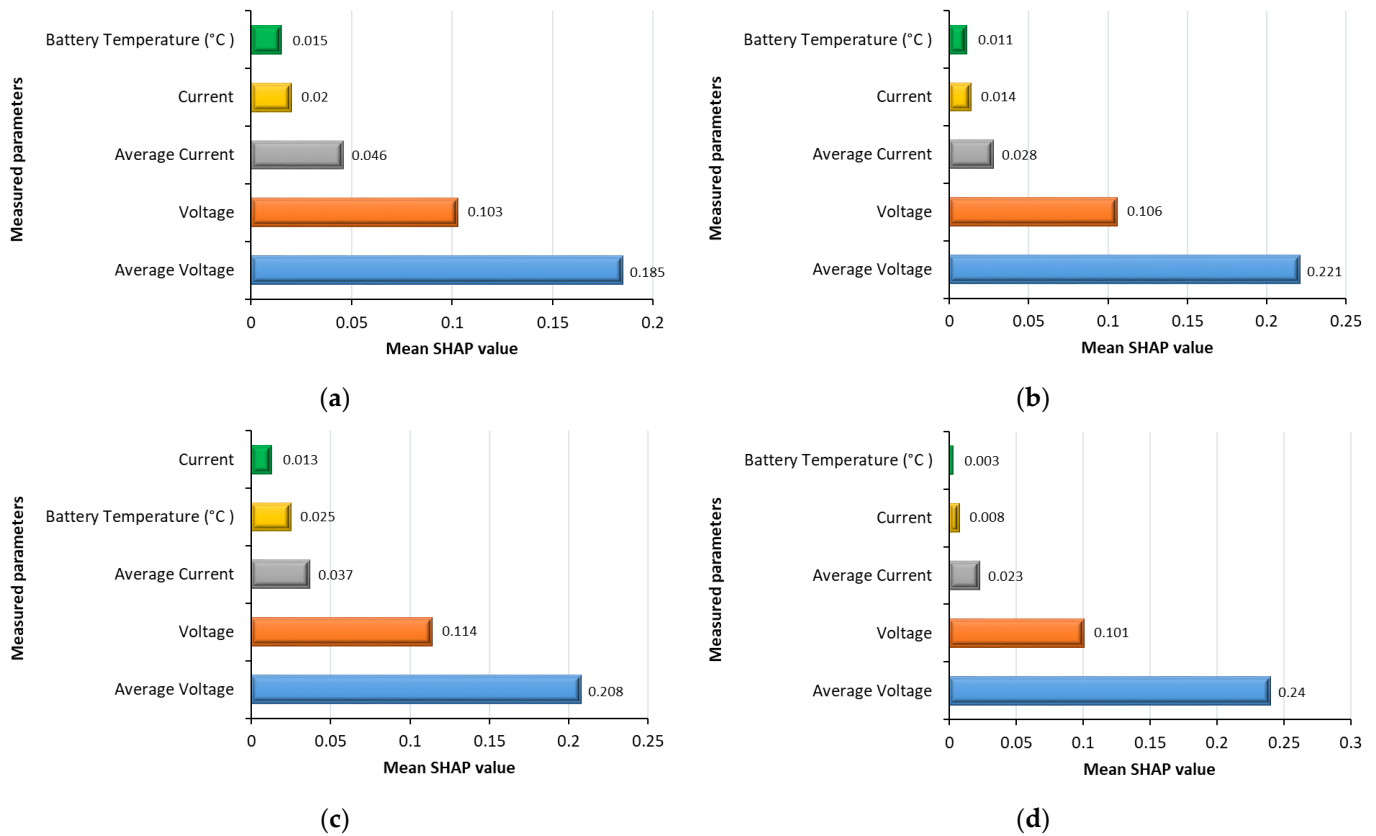 Measured parameters
Battery Temperature (°C )
0.015
Current
0.02
Average Current
0.046
Voltage
0.103
Average Voltage
0.185
0 0.05 0.1 0.15 0.2
Mean SHAP value
(a)
Measured parameters
Battery Temperature (°C )
0.011
Current
0.014
Average Current
0.028
Voltage
0.106
Average Voltage
0.221
0 0.05 0.1 0.15 0.2 0.25
Mean SHAP value
(b)
Measured parameters
Current
0.013
Battery Temperature (°C )
0.025
Average Current
0.037
Voltage
0.114
Average Voltage
0.208
0 0.05 0.1 0.15 0.2 0.25
Mean SHAP value
(c)
Measured parameters
Battery Temperature (°C )
0.003
Current
0.008
Average Current
0.023
Voltage
0.101
Average Voltage
0.24
0 0.05 0.1 0.15 0.2 0.25 0.3
Mean SHAP value
(d)